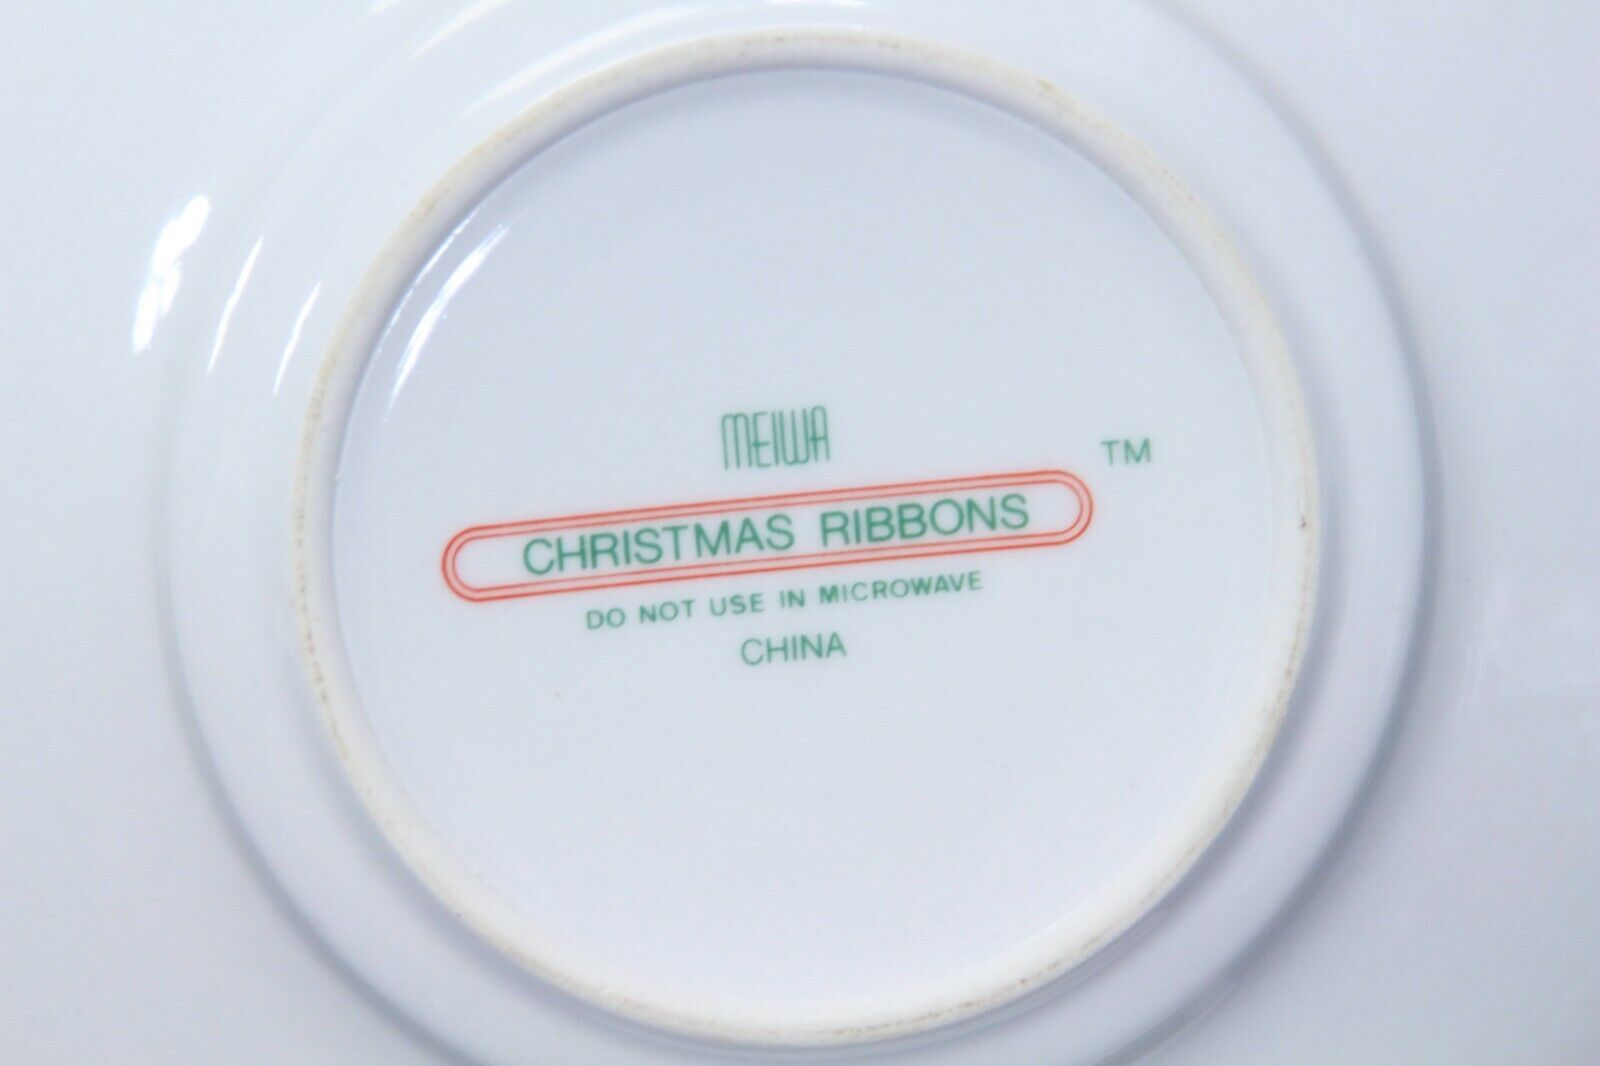 MEIWA
TM
CHRISTMAS RIBBONS
DO NOT USE IN MICROWAVE
CHINA